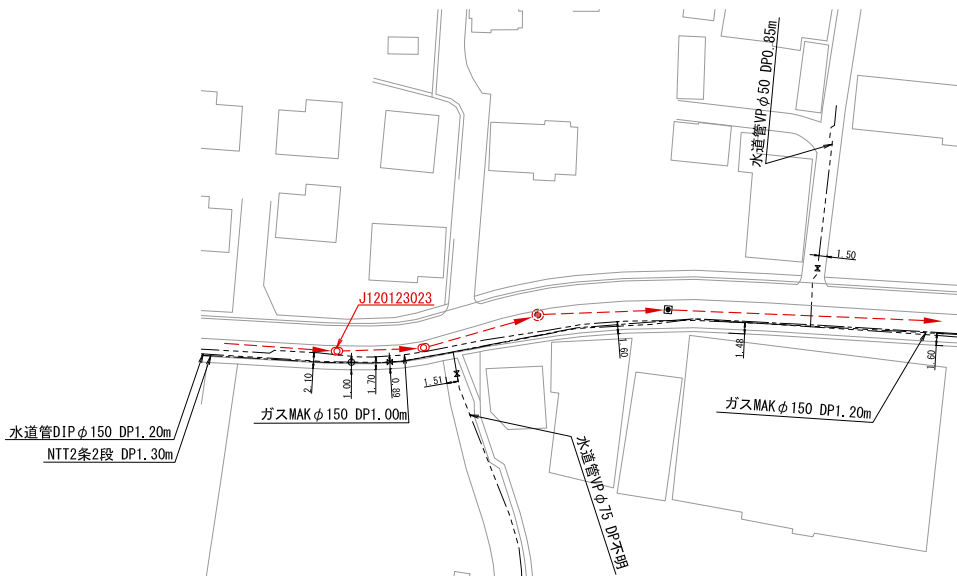 水道管VPφ50 DP0.85m
1.50
J120123023
2.10
1.00
1.70
0.89
1.51
1.09
1.48
1.60
ガスMAKφ150 DP1.00m
ガスMAKφ150 DP1.20m
水道管DIPφ150 DP1.20m
NTT2条2段 DP1.30m
水道管VPφ75 DP不明